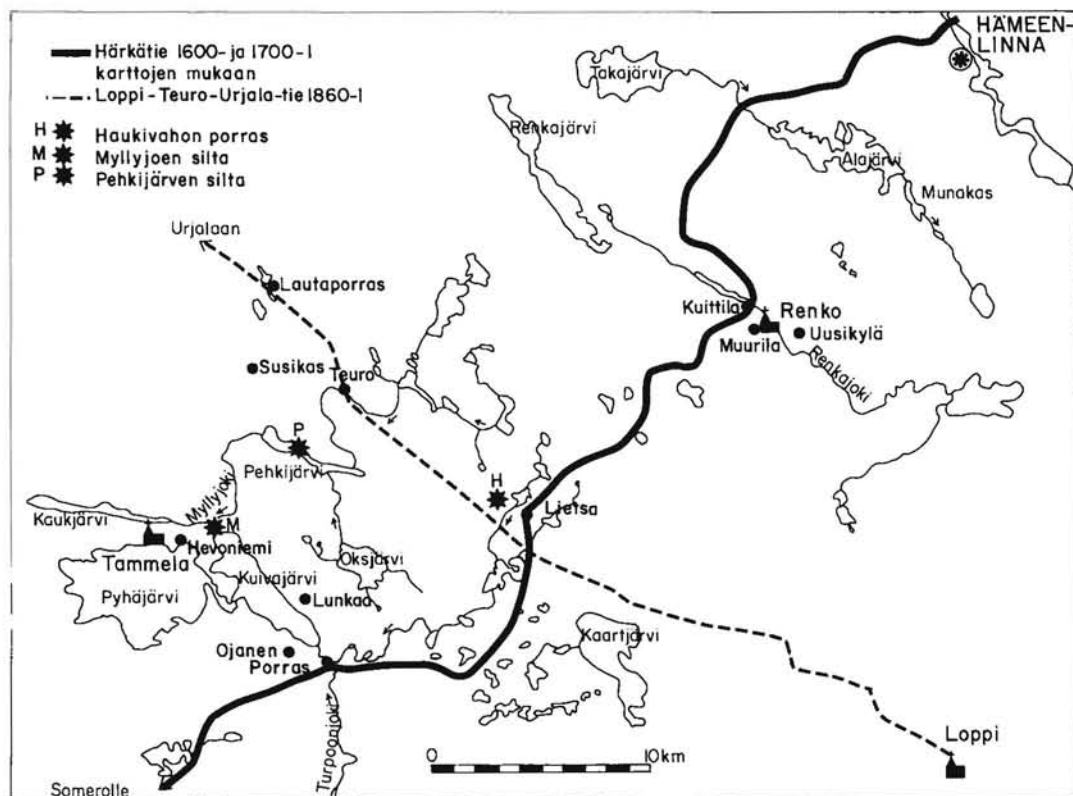 Härkätie 1600- ja 1700-l
karttojen mukaan
Loppi-Teuro-Urjala-tie 1860-l
H Haukivahon porras
M Myllyjoen silta
P Pehkijärven silta
HÄMEEN-
LINNA
Takajärvi
Renkajärvi
Alajärvi
Munakas
Urjalaan
Lautaporras
Kuittila
Renko
Muurila
Uusikylä
Renkajoki
Susikas
Teuro
P
Pehkijärvi
H
Lietsa
Myllyjoki
Kaukjärvi
M
Hevoniemi
Tammela
Pyhäjärvi
Kuivajärvi
Oksjärvi
Lunkaa
Kaartjärvi
Ojanen
Porras
Turpoonjoki
Loppi
0 10 km
Somerolle